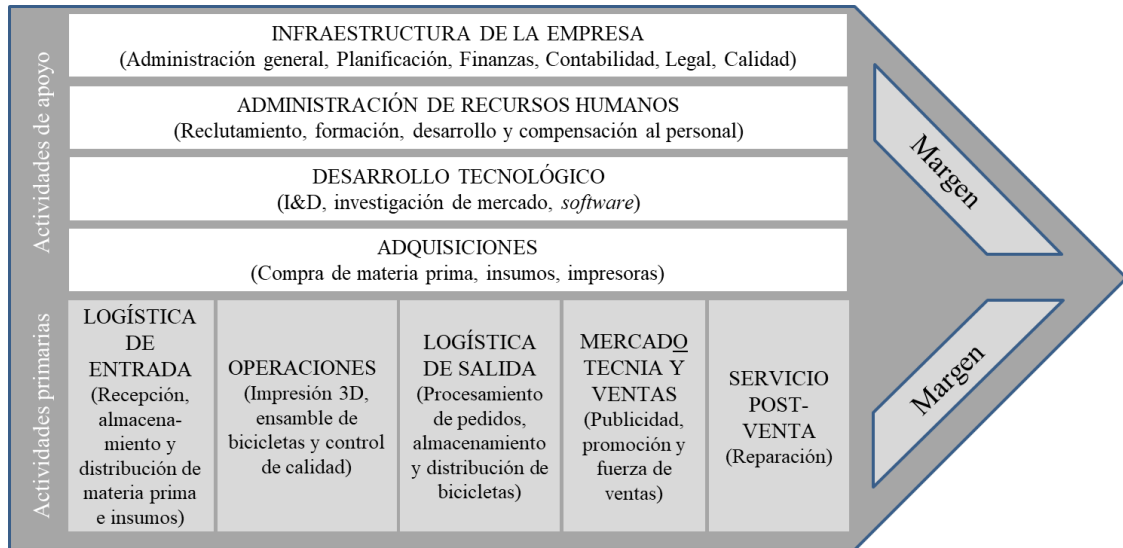 Actividades de apoyo
INFRAESTRUCTURA DE LA EMPRESA
(Administración general, Planificación, Finanzas, Contabilidad, Legal, Calidad)
ADMINISTRACIÓN DE RECURSOS HUMANOS
(Reclutamiento, formación, desarrollo y compensación al personal)
DESARROLLO TECNOLÓGICO
(I&D, investigación de mercado, software)
ADQUISICIONES
(Compra de materia prima, insumos, impresoras)
Margen
Actividades primarias
LOGÍSTICA
DE
ENTRADA
(Recepción,
almacena-
miento y
distribución de
materia prima
e insumos)
OPERACIONES
(Impresión 3D,
ensamble de
bicicletas y control
de calidad)
LOGÍSTICA
DE SALIDA
(Procesamiento
de pedidos,
almacenamiento
y distribución de
bicicletas)
MERCADO
TECNIA Y
VENTAS
(Publicidad,
promoción y
fuerza de
ventas)
SERVICIO
POST-
VENTA
(Reparación)
Margen